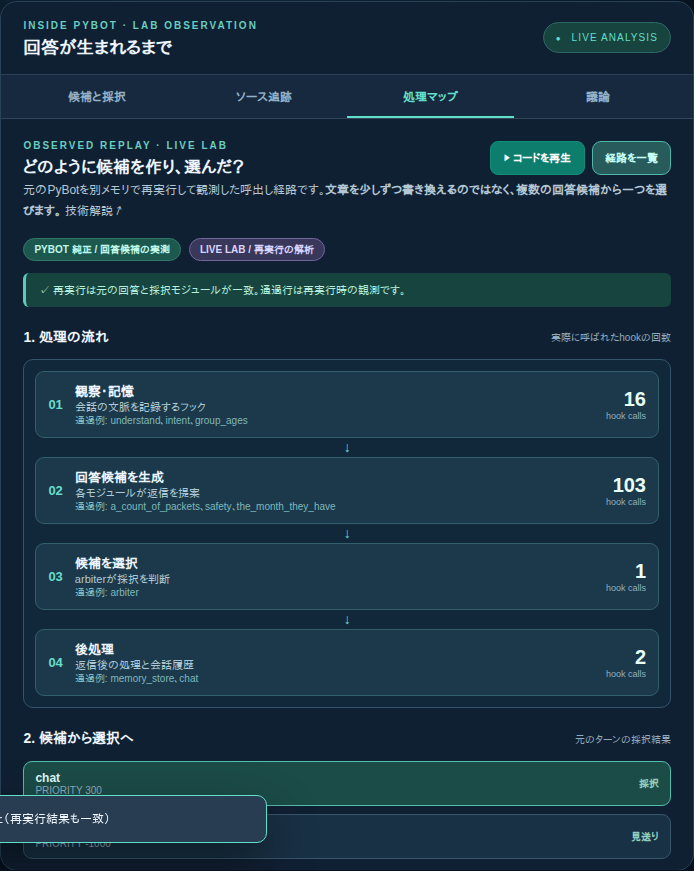 INSIDE PYBOT · LAB OBSERVATION
回答が生まれるまで
● LIVE ANALYSIS
候補と採択
ソース追跡
処理マップ
議論
OBSERVED REPLAY · LIVE LAB
どのように候補を作り、選んだ?
▶コードを再生
経路を一覧
元のPyBotを別メモリで再実行して観測した呼出し経路です。文章を少しずつ書き換えるのではなく、複数の回答候補から一つを選
びます。 技術解説↗
PYBOT 純正 / 回答候補の実測
LIVE LAB / 再実行の解析
✓ 再実行は元の回答と採択モジュールが一致。通過行は再実行時の観測です。
1. 処理の流れ
実際に呼ばれたhookの回数
01
観察・記憶
会話の文脈を記録するフック
通過例: understand、intent、group_ages
16
hook calls
↓
02
回答候補を生成
各モジュールが返信を提案
通過例: a_count_of_packets、safety、the_month_they_have
103
hook calls
↓
03
候補を選択
arbiterが採択を判断
通過例: arbiter
1
hook calls
↓
04
後処理
返信後の処理と会話履歴
通過例: memory_store、chat
2
hook calls
2. 候補から選択へ
元のターンの採択結果
chat
PRIORITY 300
採択
(再実行結果も一致)
PRIORITY -1000
見送り